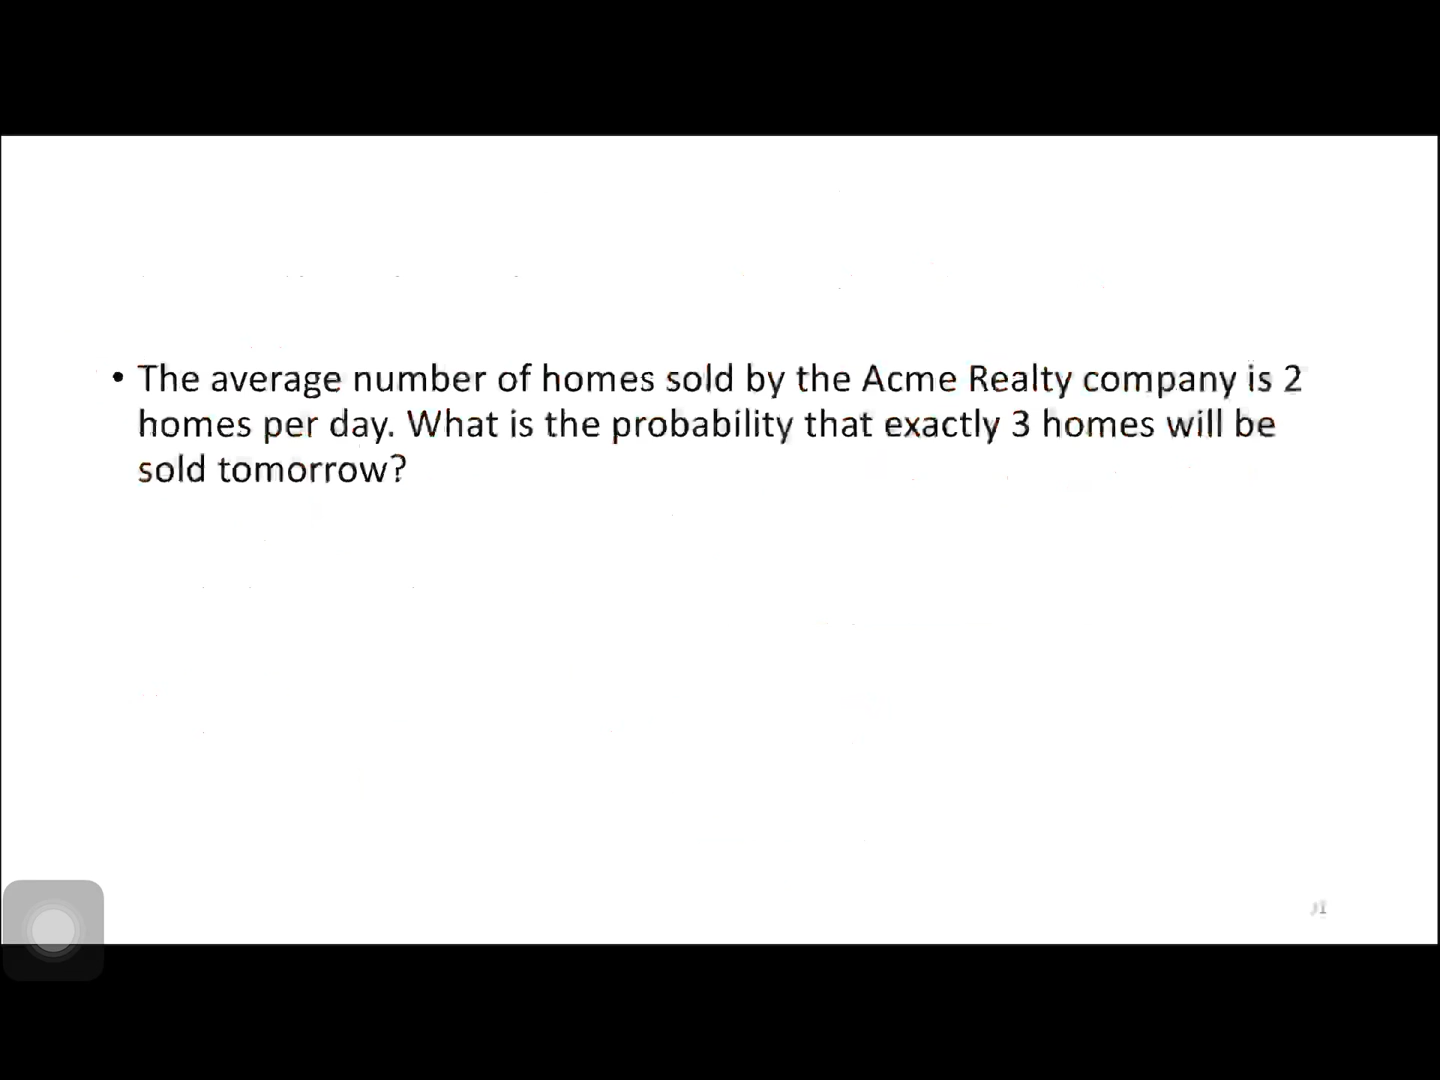 • The average number of homes sold by the Acme Realty company is 2
homes per day. What is the probability that exactly 3 homes will be
sold tomorrow?